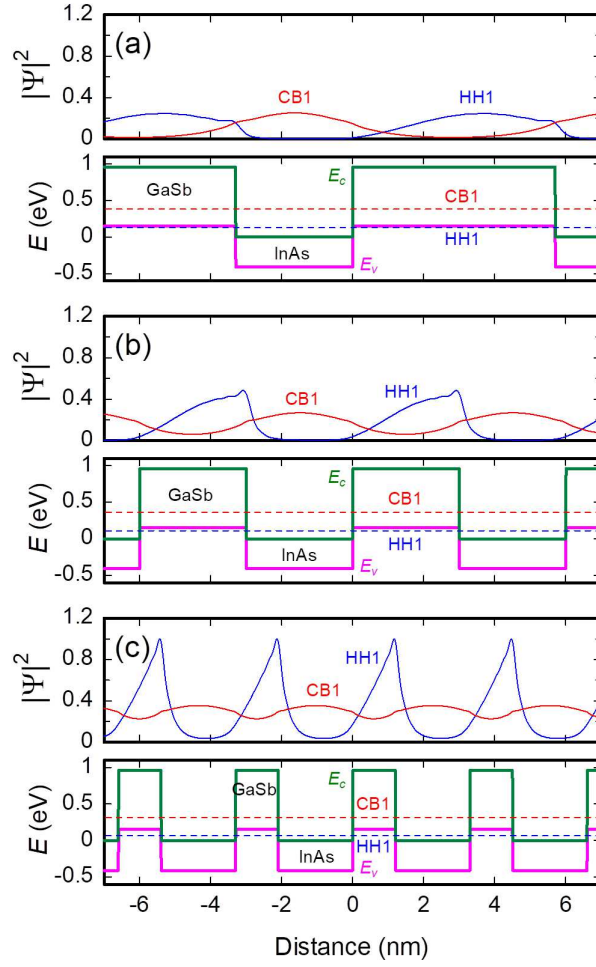 (a)
|Ψ|²
1.2
0.8
0.4
0
CB1
HH1
E (eV)
1
0.5
0
-0.5
GaSb
E_c
CB1
HH1
InAs
E_v
(b)
|Ψ|²
1.2
0.8
0.4
0
CB1
HH1
E (eV)
1
0.5
0
-0.5
GaSb
E_c
CB1
HH1
InAs
E_v
(c)
|Ψ|²
1.2
0.8
0.4
0
HH1
CB1
E (eV)
1
0.5
0
-0.5
GaSb
E_c
CB1
HH1
InAs
E_v
-6 -4 -2 0 2 4 6
Distance (nm)